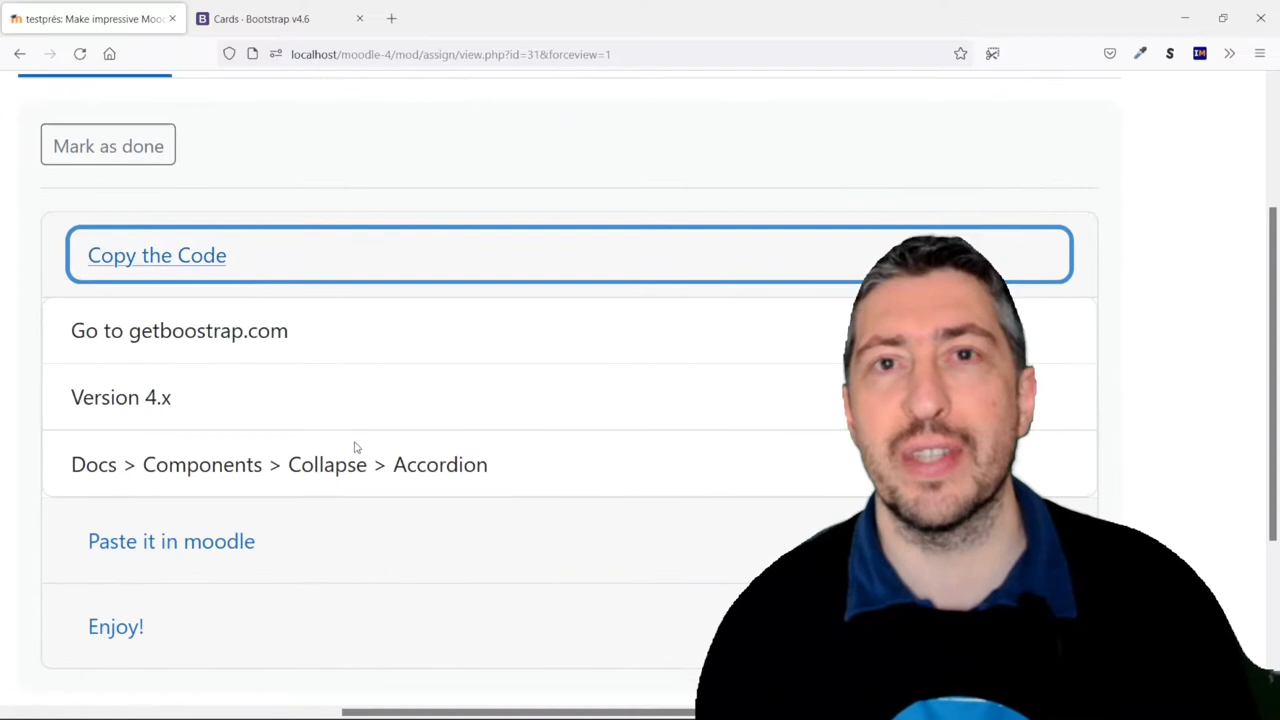 testprés: Make impressive Mood
Cards · Bootstrap v4.6
localhost/moodle-4/mod/assign/view.php?id=31&forceview=1
S
IM
Mark as done
Copy the Code
Go to getboostrap.com
Version 4.x
Docs > Components > Collapse > Accordion
Paste it in moodle
Enjoy!